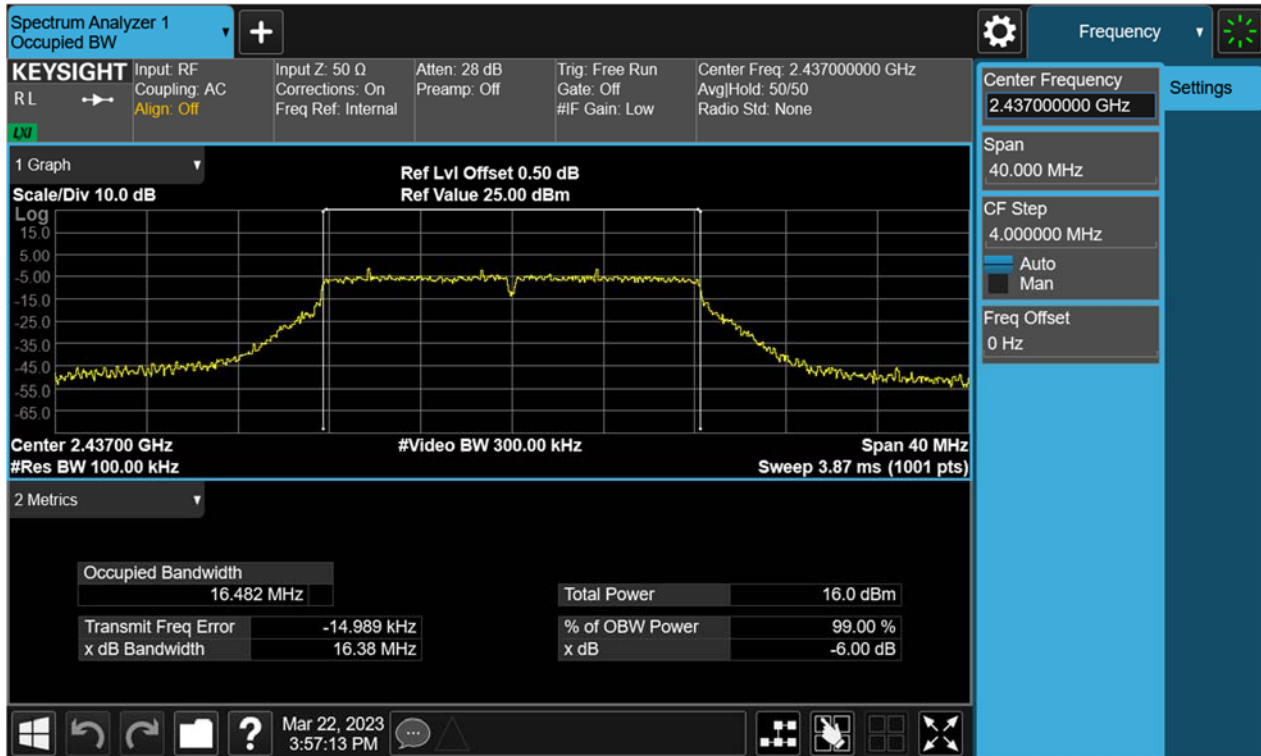 Spectrum Analyzer 1
Occupied BW
+
Frequency
KEYSIGHT
RL
LXI
Input: RF
Coupling: AC
Align: Off
Input Z: 50 Ω
Corrections: On
Freq Ref: Internal
Atten: 28 dB
Preamp: Off
Trig: Free Run
Gate: Off
#IF Gain: Low
Center Freq: 2.437000000 GHz
Avg|Hold: 50/50
Radio Std: None
Center Frequency
2.437000000 GHz
Settings
Span
40.000 MHz
CF Step
4.000000 MHz
Auto
Man
Freq Offset
0 Hz
1 Graph
Scale/Div 10.0 dB
Ref Lvl Offset 0.50 dB
Ref Value 25.00 dBm
Log
15.0
5.00
-5.00
-15.0
-25.0
-35.0
-45.0
-55.0
-65.0
Center 2.43700 GHz
#Video BW 300.00 kHz
Span 40 MHz
#Res BW 100.00 kHz
Sweep 3.87 ms (1001 pts)
2 Metrics
Occupied Bandwidth
16.482 MHz
Total Power 16.0 dBm
Transmit Freq Error -14.989 kHz
% of OBW Power 99.00 %
x dB Bandwidth 16.38 MHz
x dB -6.00 dB
?
Mar 22, 2023
3:57:13 PM